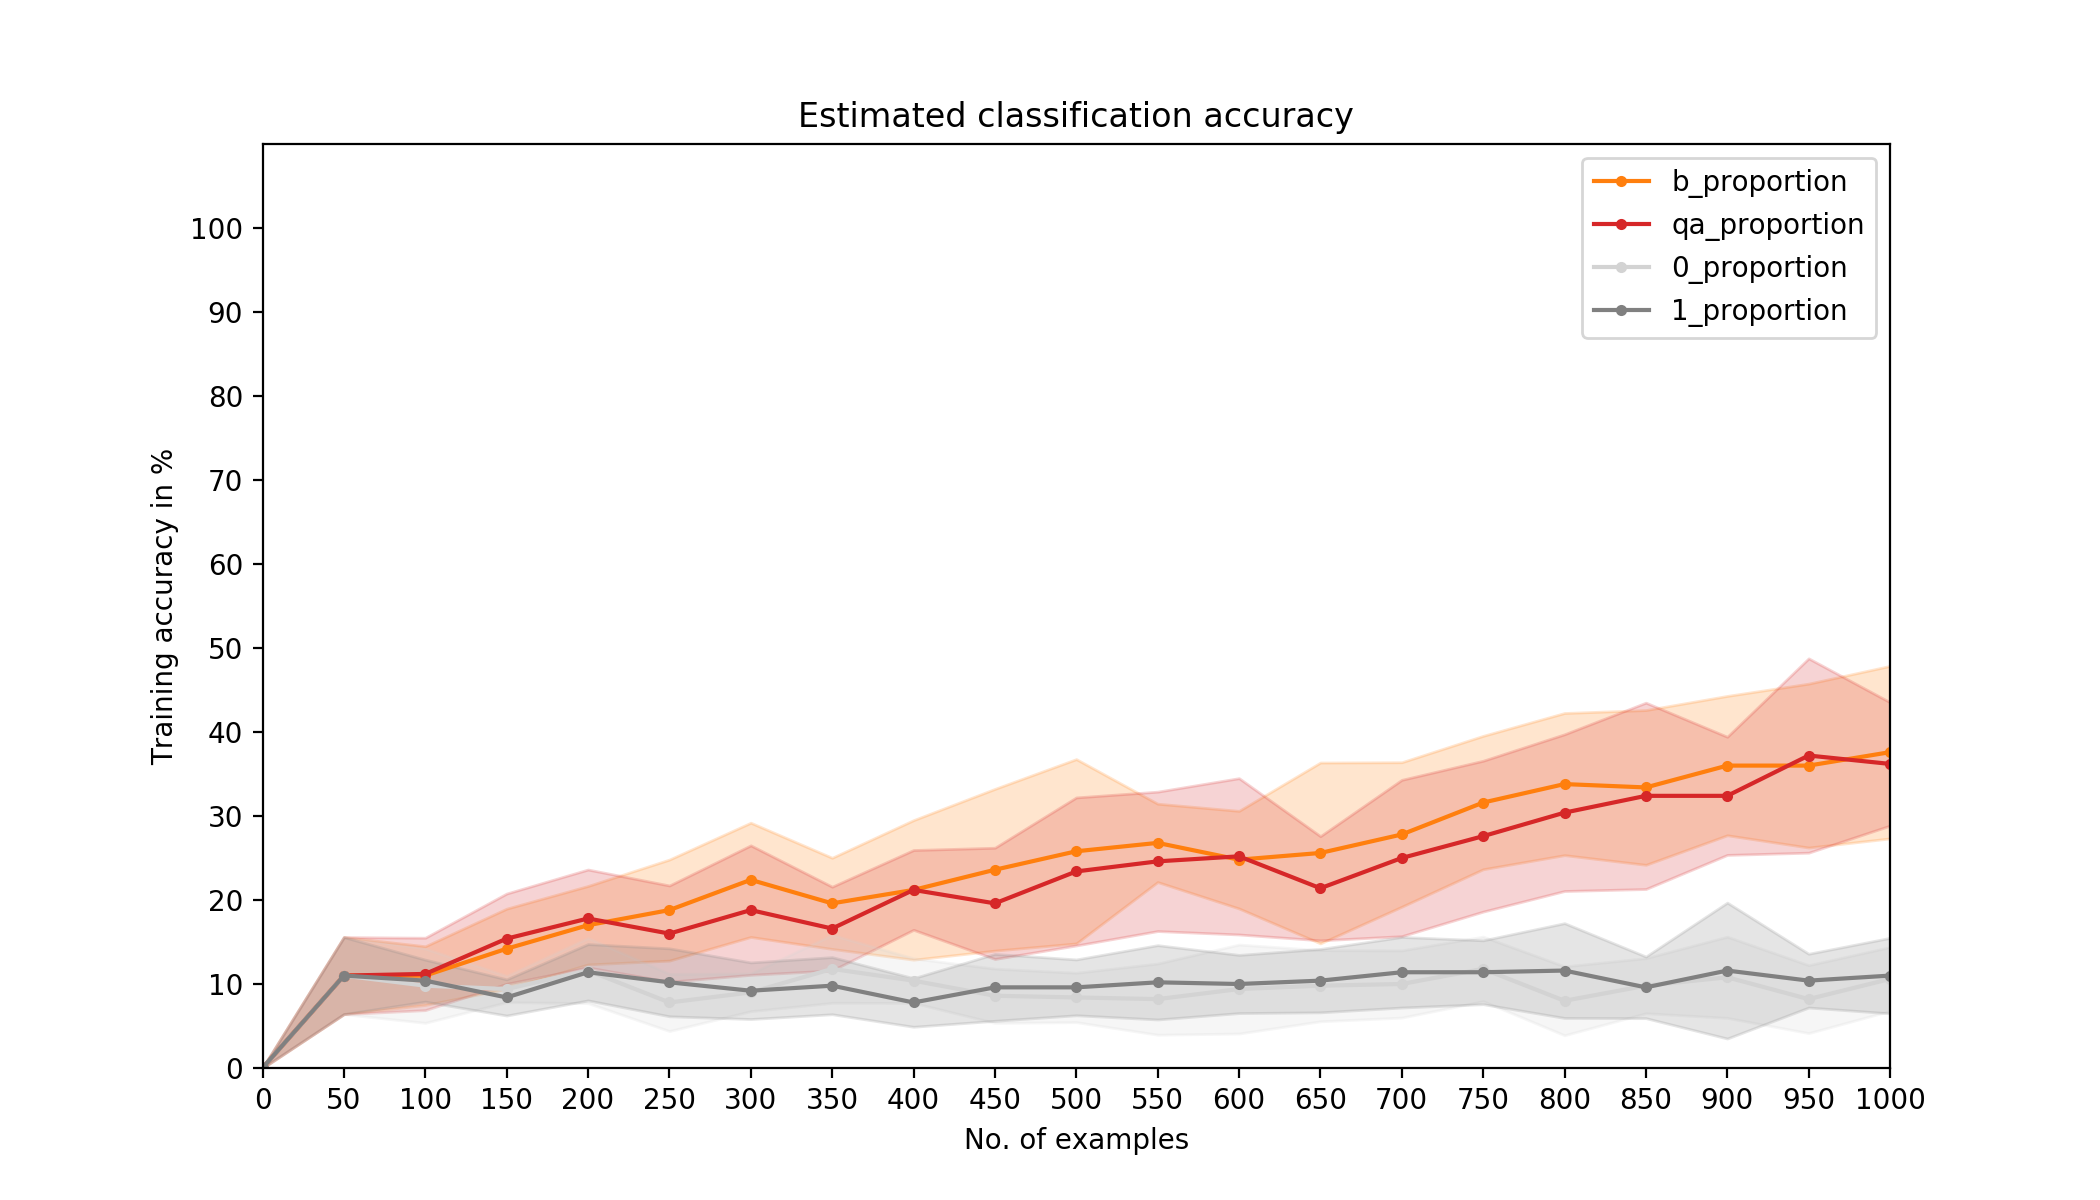 Estimated classification accuracy
b_proportion
qa_proportion
0_proportion
1_proportion
Training accuracy in %
100
90
80
70
60
50
40
30
20
10
0
0 50 100 150 200 250 300 350 400 450 500 550 600 650 700 750 800 850 900 950 1000
No. of examples